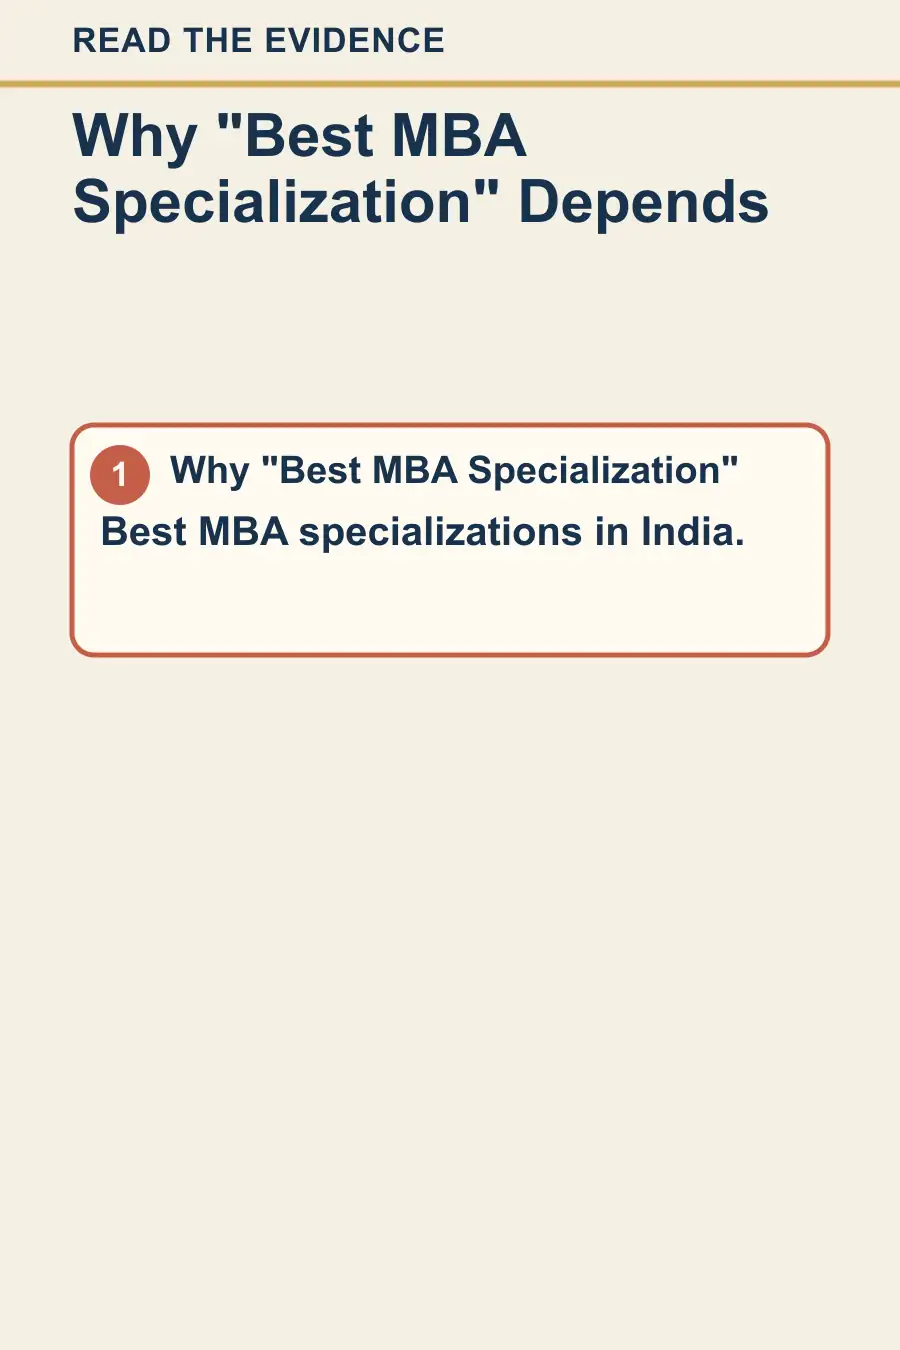 READ THE EVIDENCE
Why "Best MBA
Specialization" Depends
1 Why "Best MBA Specialization"
Best MBA specializations in India.